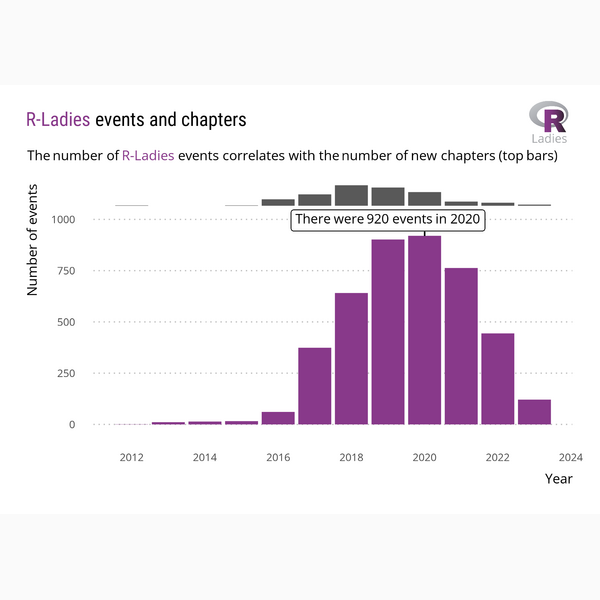 R-Ladies events and chapters
R
Ladies
The number of R-Ladies events correlates with the number of new chapters (top bars)
Number of events
There were 920 events in 2020
1000
750
500
250
0
2012 2014 2016 2018 2020 2022 2024
Year